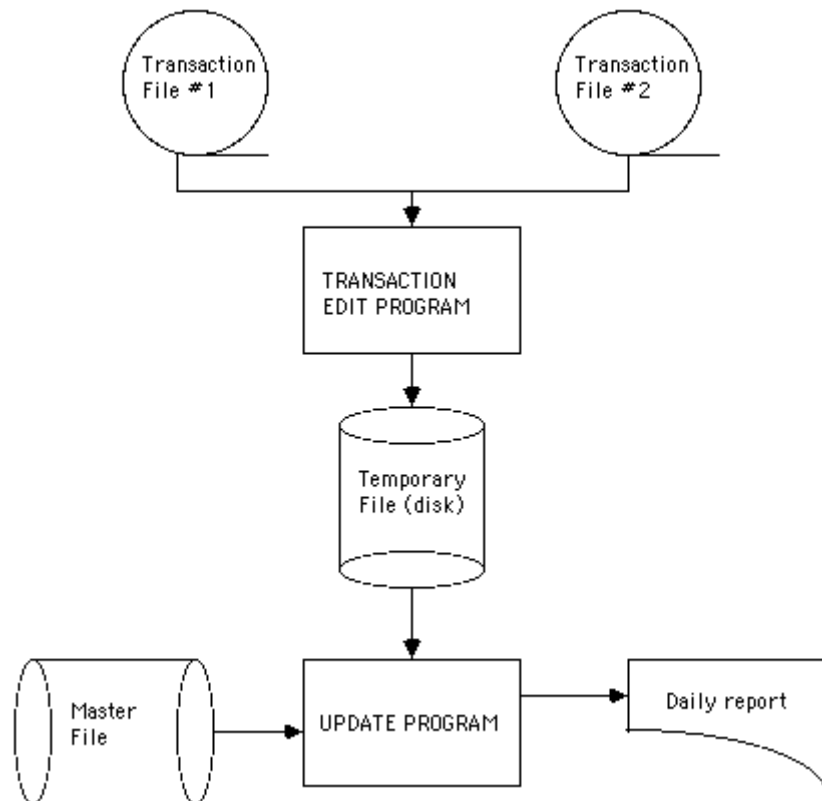 Transaction
File #1
Transaction
File #2
TRANSACTION
EDIT PROGRAM
Temporary
File (disk)
Master
File
UPDATE PROGRAM
Daily report